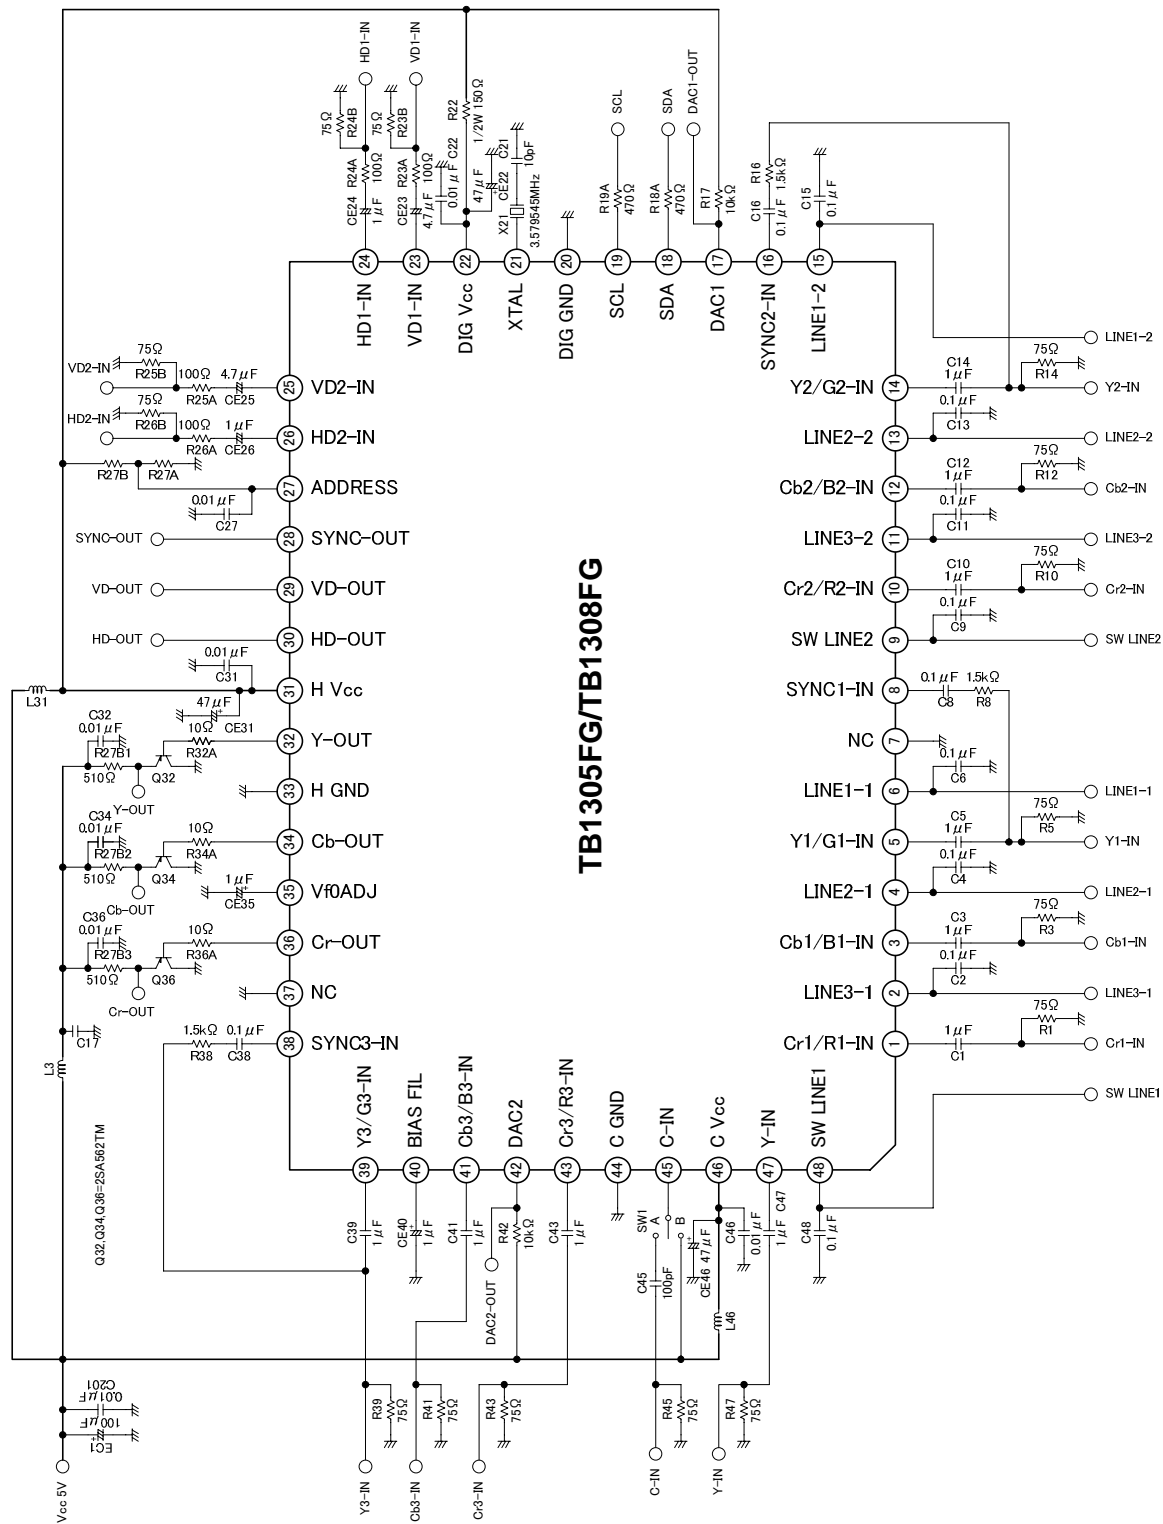 HD1-IN
VD1-IN
75Ω
R24B
75Ω
R23B
R22
1/2W 150Ω
SCL
SDA
DAC1-OUT
R24A
100Ω
R23A
100Ω
C22
0.01μF
47μF
CE22
C21
10pF
CE24
1μF
CE23
4.7μF
X21
3.579545MHz
R19A
470Ω
R18A
470Ω
R17
10kΩ
R16
1.5kΩ
C16
0.1μF
C15
0.1μF
24
23
22
21
20
19
18
17
16
15
HD1-IN
VD1-IN
DIG Vcc
XTAL
DIG GND
SCL
SDA
DAC1
SYNC2-IN
LINE1-2
LINE1-2
VD2-IN
75Ω
R25B
100Ω
R25A
4.7μF
CE25
25
VD2-IN
Y2/G2-IN
14
C14
1μF
75Ω
R14
Y2-IN
HD2-IN
75Ω
R26B
100Ω
R26A
1μF
CE26
26
HD2-IN
LINE2-2
13
0.1μF
C13
LINE2-2
R27B
R27A
0.01μF
C27
27
ADDRESS
Cb2/B2-IN
12
C12
1μF
75Ω
R12
Cb2-IN
SYNC-OUT
28
SYNC-OUT
LINE3-2
11
0.1μF
C11
LINE3-2
VD-OUT
29
VD-OUT
Cr2/R2-IN
10
C10
1μF
75Ω
R10
Cr2-IN
HD-OUT
30
HD-OUT
SW LINE2
9
0.1μF
C9
SW LINE2
TB1305FG/TB1308FG
L31
0.01μF
C31
47μF
CE31
31
H Vcc
SYNC1-IN
8
0.1μF
C8
1.5kΩ
R8
C32
0.01μF
R27B1
510Ω
Q32
Y-OUT
10Ω
R32A
32
Y-OUT
NC
7
33
H GND
LINE1-1
6
0.1μF
C6
LINE1-1
C34
0.01μF
R27B2
510Ω
Q34
Cb-OUT
10Ω
R34A
34
Cb-OUT
Y1/G1-IN
5
C5
1μF
75Ω
R5
Y1-IN
1μF
CE35
35
Vf0ADJ
LINE2-1
4
0.1μF
C4
LINE2-1
C36
0.01μF
R27B3
510Ω
Q36
Cr-OUT
10Ω
R36A
36
Cr-OUT
Cb1/B1-IN
3
C3
1μF
75Ω
R3
Cb1-IN
37
NC
LINE3-1
2
0.1μF
C2
LINE3-1
C17
L3
1.5kΩ
R38
0.1μF
C38
38
SYNC3-IN
Cr1/R1-IN
1
1μF
C1
75Ω
R1
Cr1-IN
SW LINE1
Y3/G3-IN
BIAS FIL
Cb3/B3-IN
DAC2
Cr3/R3-IN
C GND
C-IN
C Vcc
Y-IN
SW LINE1
39
40
41
42
43
44
45
46
47
48
Q32,Q34,Q36=2SA562TM
C39
1μF
CE40
1μF
C41
1μF
R42
10kΩ
DAC2-OUT
C43
1μF
SW1
A
B
C45
100pF
CE46
47μF
C46
0.01μF
L46
C47
1μF
C48
0.1μF
C201
0.01μF
100μF
EC1
Vcc 5V
R39
75Ω
R41
75Ω
R43
75Ω
R45
75Ω
R47
75Ω
Y3-IN
Cb3-IN
Cr3-IN
C-IN
Y-IN